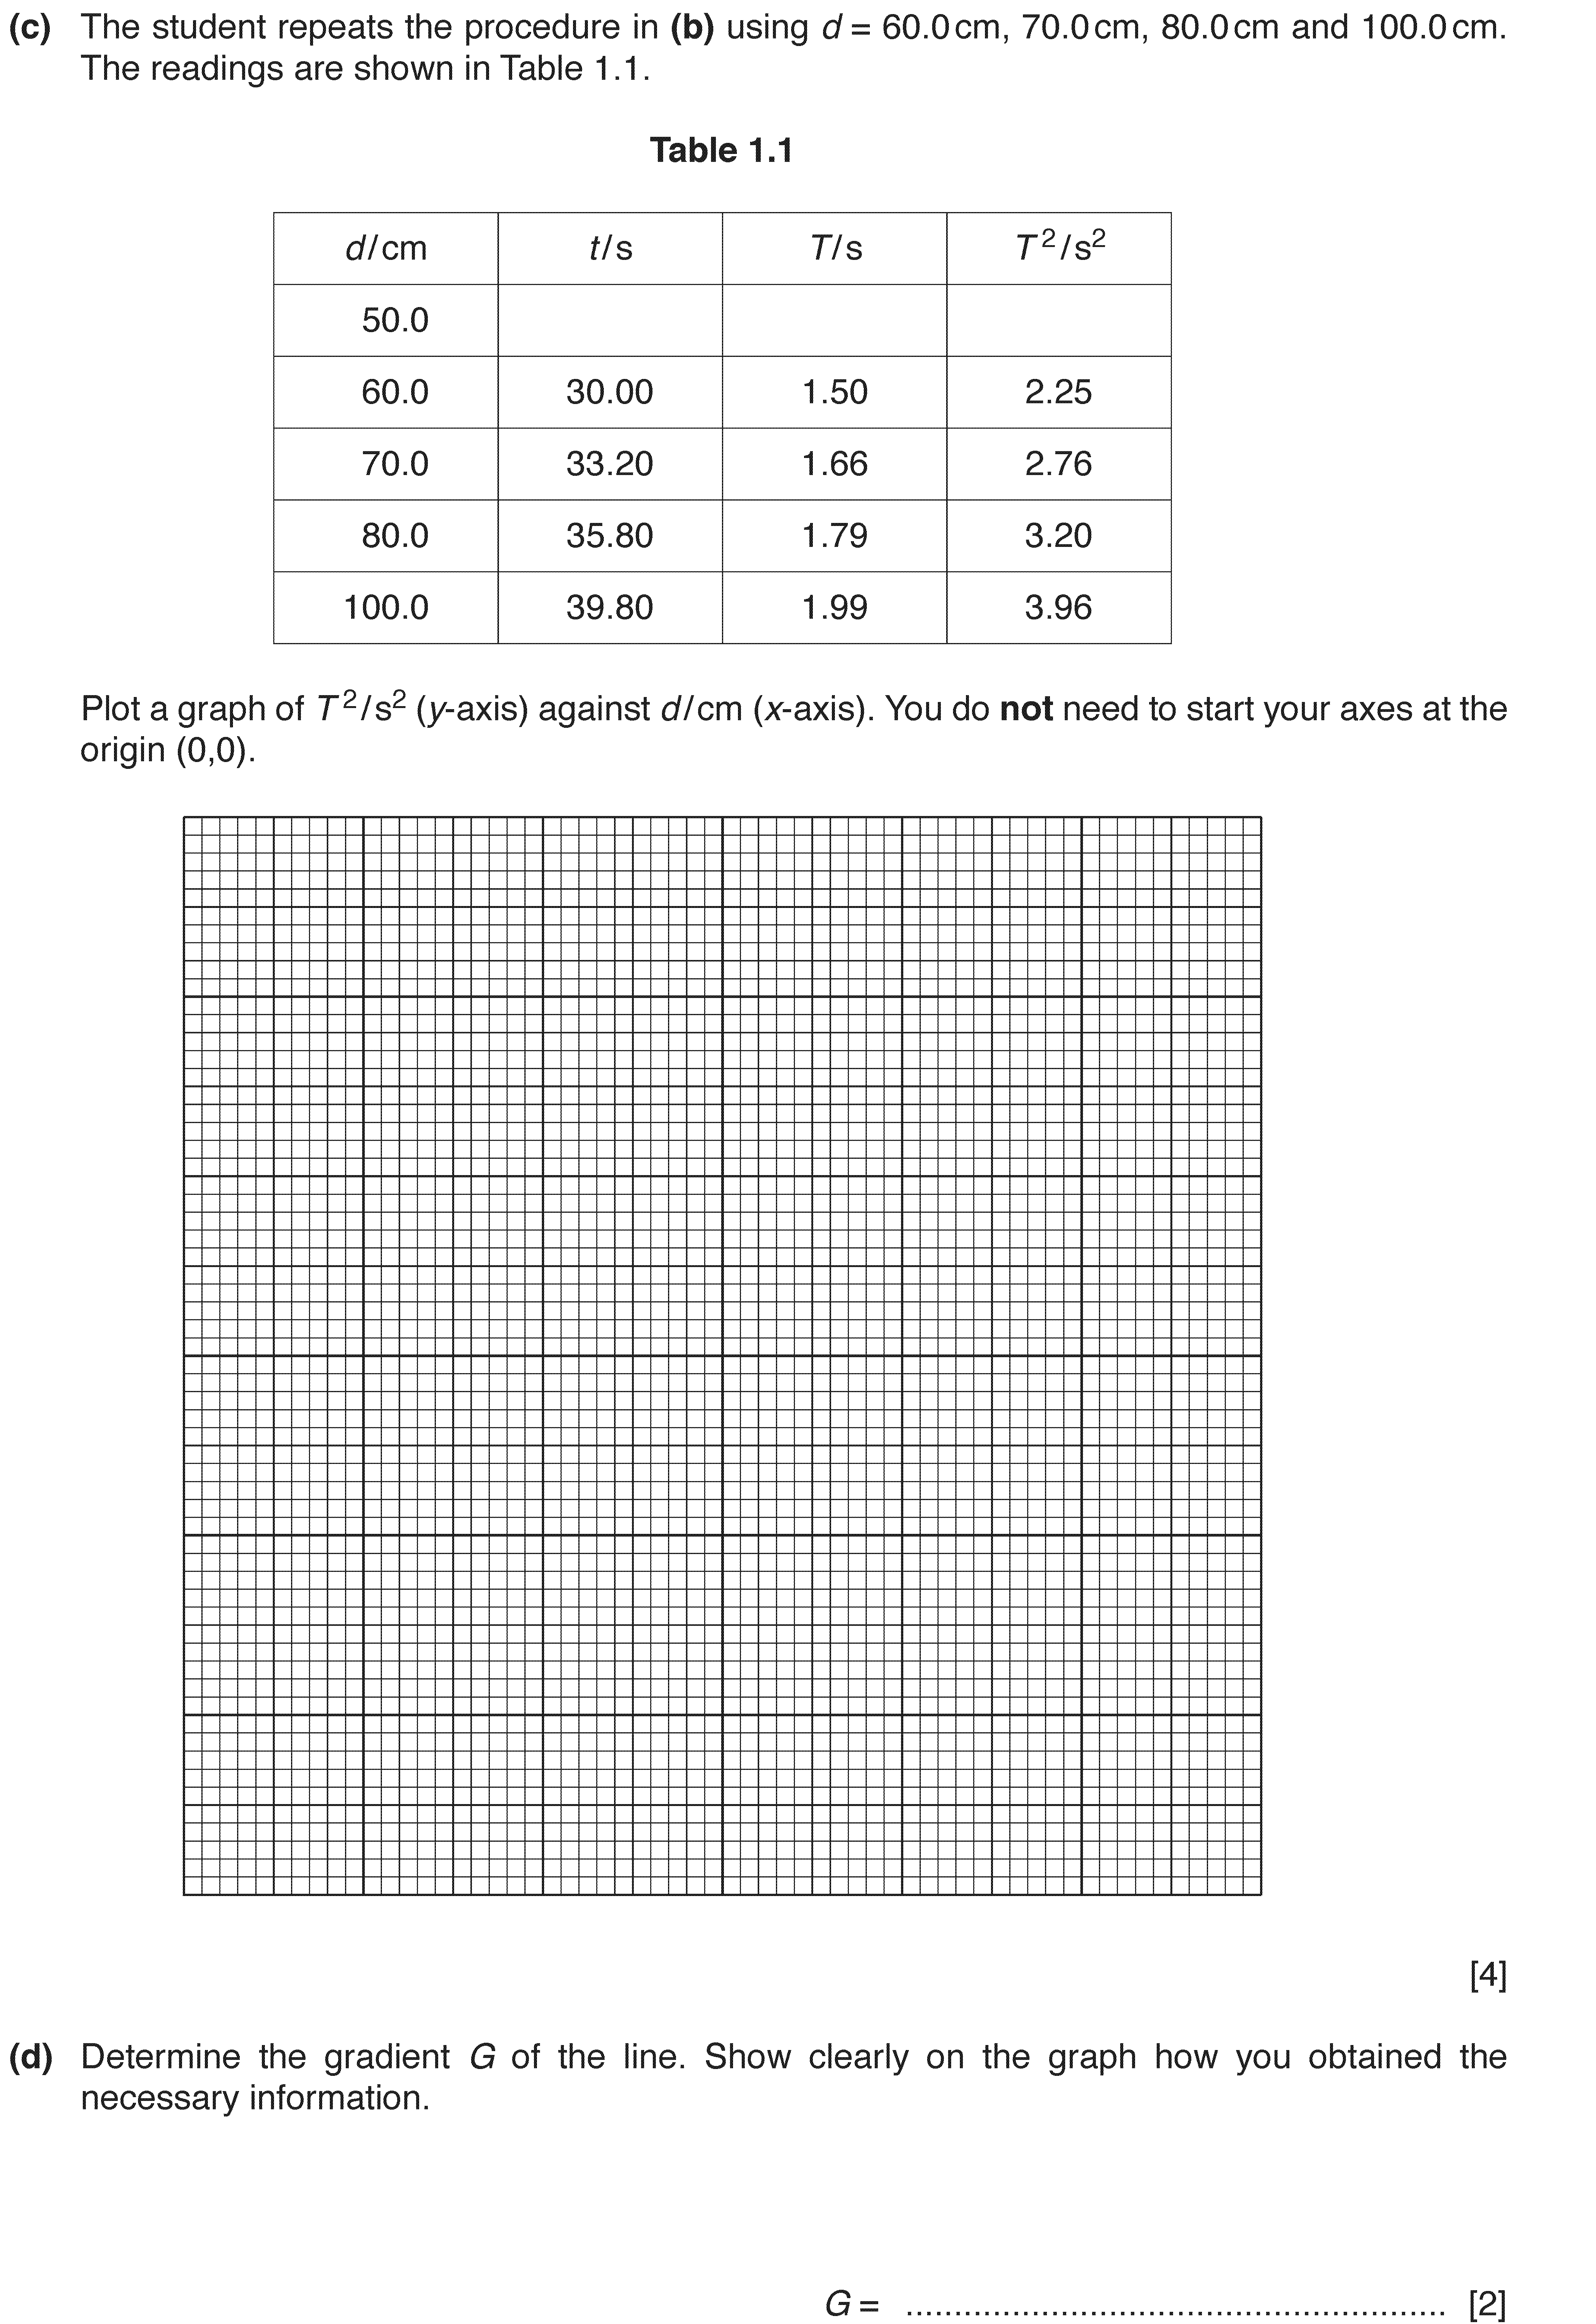 (c) The student repeats the procedure in (b) using d = 60.0 cm, 70.0 cm, 80.0 cm and 100.0 cm.
The readings are shown in Table 1.1.
Table 1.1
d/cm t/s T/s T²/s²
50.0
60.0 30.00 1.50 2.25
70.0 33.20 1.66 2.76
80.0 35.80 1.79 3.20
100.0 39.80 1.99 3.96
Plot a graph of T²/s² (y-axis) against d/cm (x-axis). You do not need to start your axes at the
origin (0,0).
[4]
(d) Determine the gradient G of the line. Show clearly on the graph how you obtained the
necessary information.
G = ...................................................... [2]